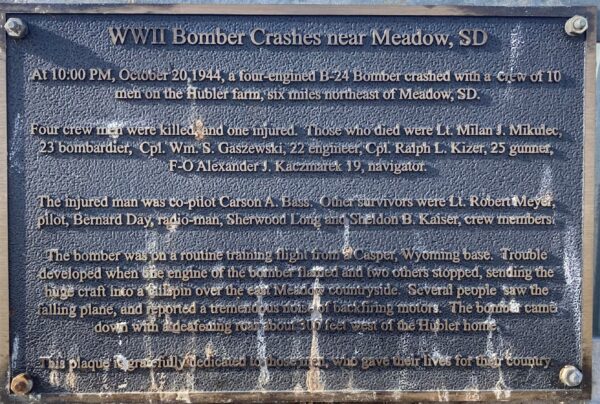 WWII Bomber Crashes near Meadow, SD
At 10:00 PM, October 20,1944, a four-engined B-24 Bomber crashed with a crew of 10
men on the Hubler farm, six miles northeast of Meadow, SD.
Four crew men were killed and one injured. Those who died were Lt. Milan J. Mikulec,
23 bombardier, Cpl. Wm. S. Gaszewski, 22 engineer, Cpl. Ralph L. Kizer, 25 gunner,
F-O Alexander J. Kaczmarek 19, navigator.
The injured man was co-pilot Carson A. Bass. Other survivors were Lt. Robert Meyer,
pilot, Bernard Day, radio-man, Sherwood Long and Sheldon B. Kaiser, crew members.
The bomber was on a routine training flight from a Casper, Wyoming base. Trouble
developed when one engine of the bomber flamed and two others stopped, sending the
huge craft into a tailspin over the east Meadow countryside. Several people saw the
falling plane, and reported a tremendous noise of backfiring motors. The bomber came
down with a deafening roar about 300 feet west of the Hubler home.
This plaque is gratefully dedicated to those men, who gave their lives for their country